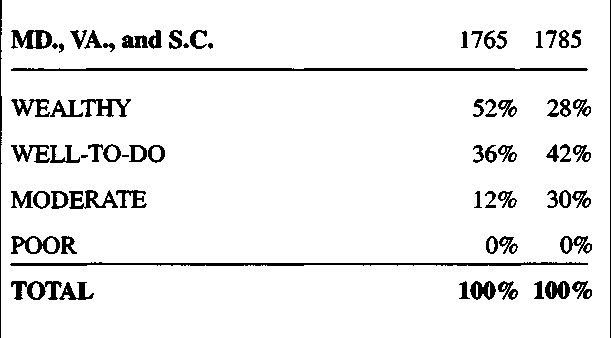 MD., VA., and S.C. 1765 1785
WEALTHY 52% 28%
WELL-TO-DO 36% 42%
MODERATE 12% 30%
POOR 0% 0%
TOTAL 100% 100%